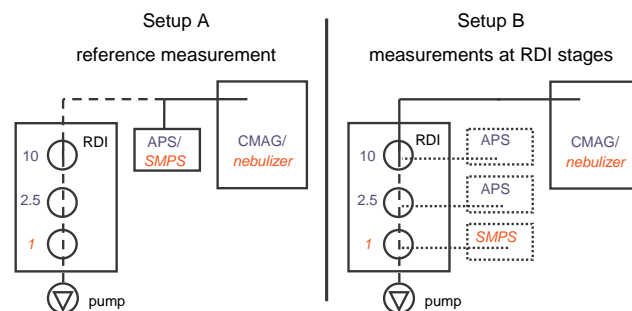 Setup A
reference measurement
RDI
10
2.5
1
APS/
SMPS
CMAG/
nebulizer
pump
Setup B
measurements at RDI stages
RDI
10
2.5
1
APS
APS
SMPS
CMAG/
nebulizer
pump